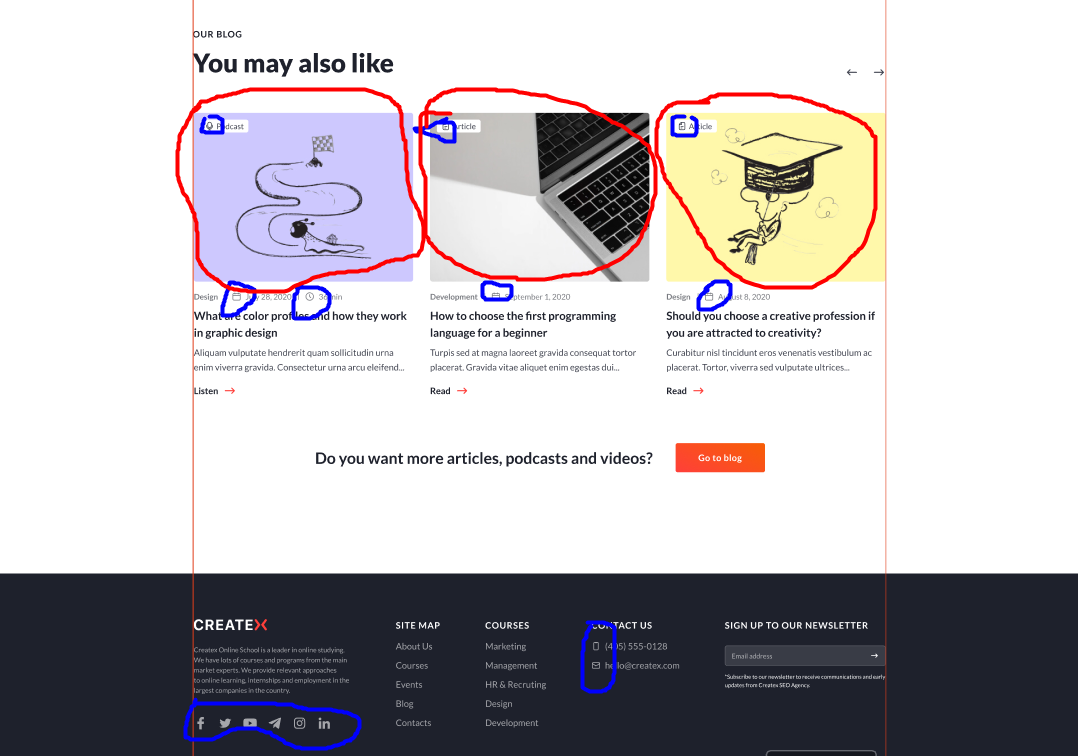 OUR BLOG
You may also like
Podcast
Article
Article
Design
July 28, 2020
36 min
Development
September 1, 2020
Design
August 8, 2020
What are color profiles and how they work
in graphic design
How to choose the first programming
language for a beginner
Should you choose a creative profession if
you are attracted to creativity?
Aliquam vulputate hendrerit quam sollicitudin urna
enim viverra gravida. Consectetur urna arcu eleifend...
Turpis sed at magna laoreet gravida consequat tortor
placerat. Gravida vitae aliquet enim egestas dui...
Curabitur nisl tincidunt eros venenatis vestibulum ac
placerat. Tortor, viverra sed vulputate ultrices...
Listen
Read
Read
Do you want more articles, podcasts and videos?
Go to blog
CREATEX
Createx Online School is a leader in online studying.
We have lots of courses and programs from the main
market experts. We provide relevant approaches
to online learning, internships and employment in the
largest companies in the country.
SITE MAP
About Us
Courses
Events
Blog
Contacts
COURSES
Marketing
Management
HR & Recruting
Design
Development
CONTACT US
(405) 555-0128
hello@createx.com
SIGN UP TO OUR NEWSLETTER
Email address
*Subscribe to our newsletter to receive communications and early
updates from Createx SEO Agency.